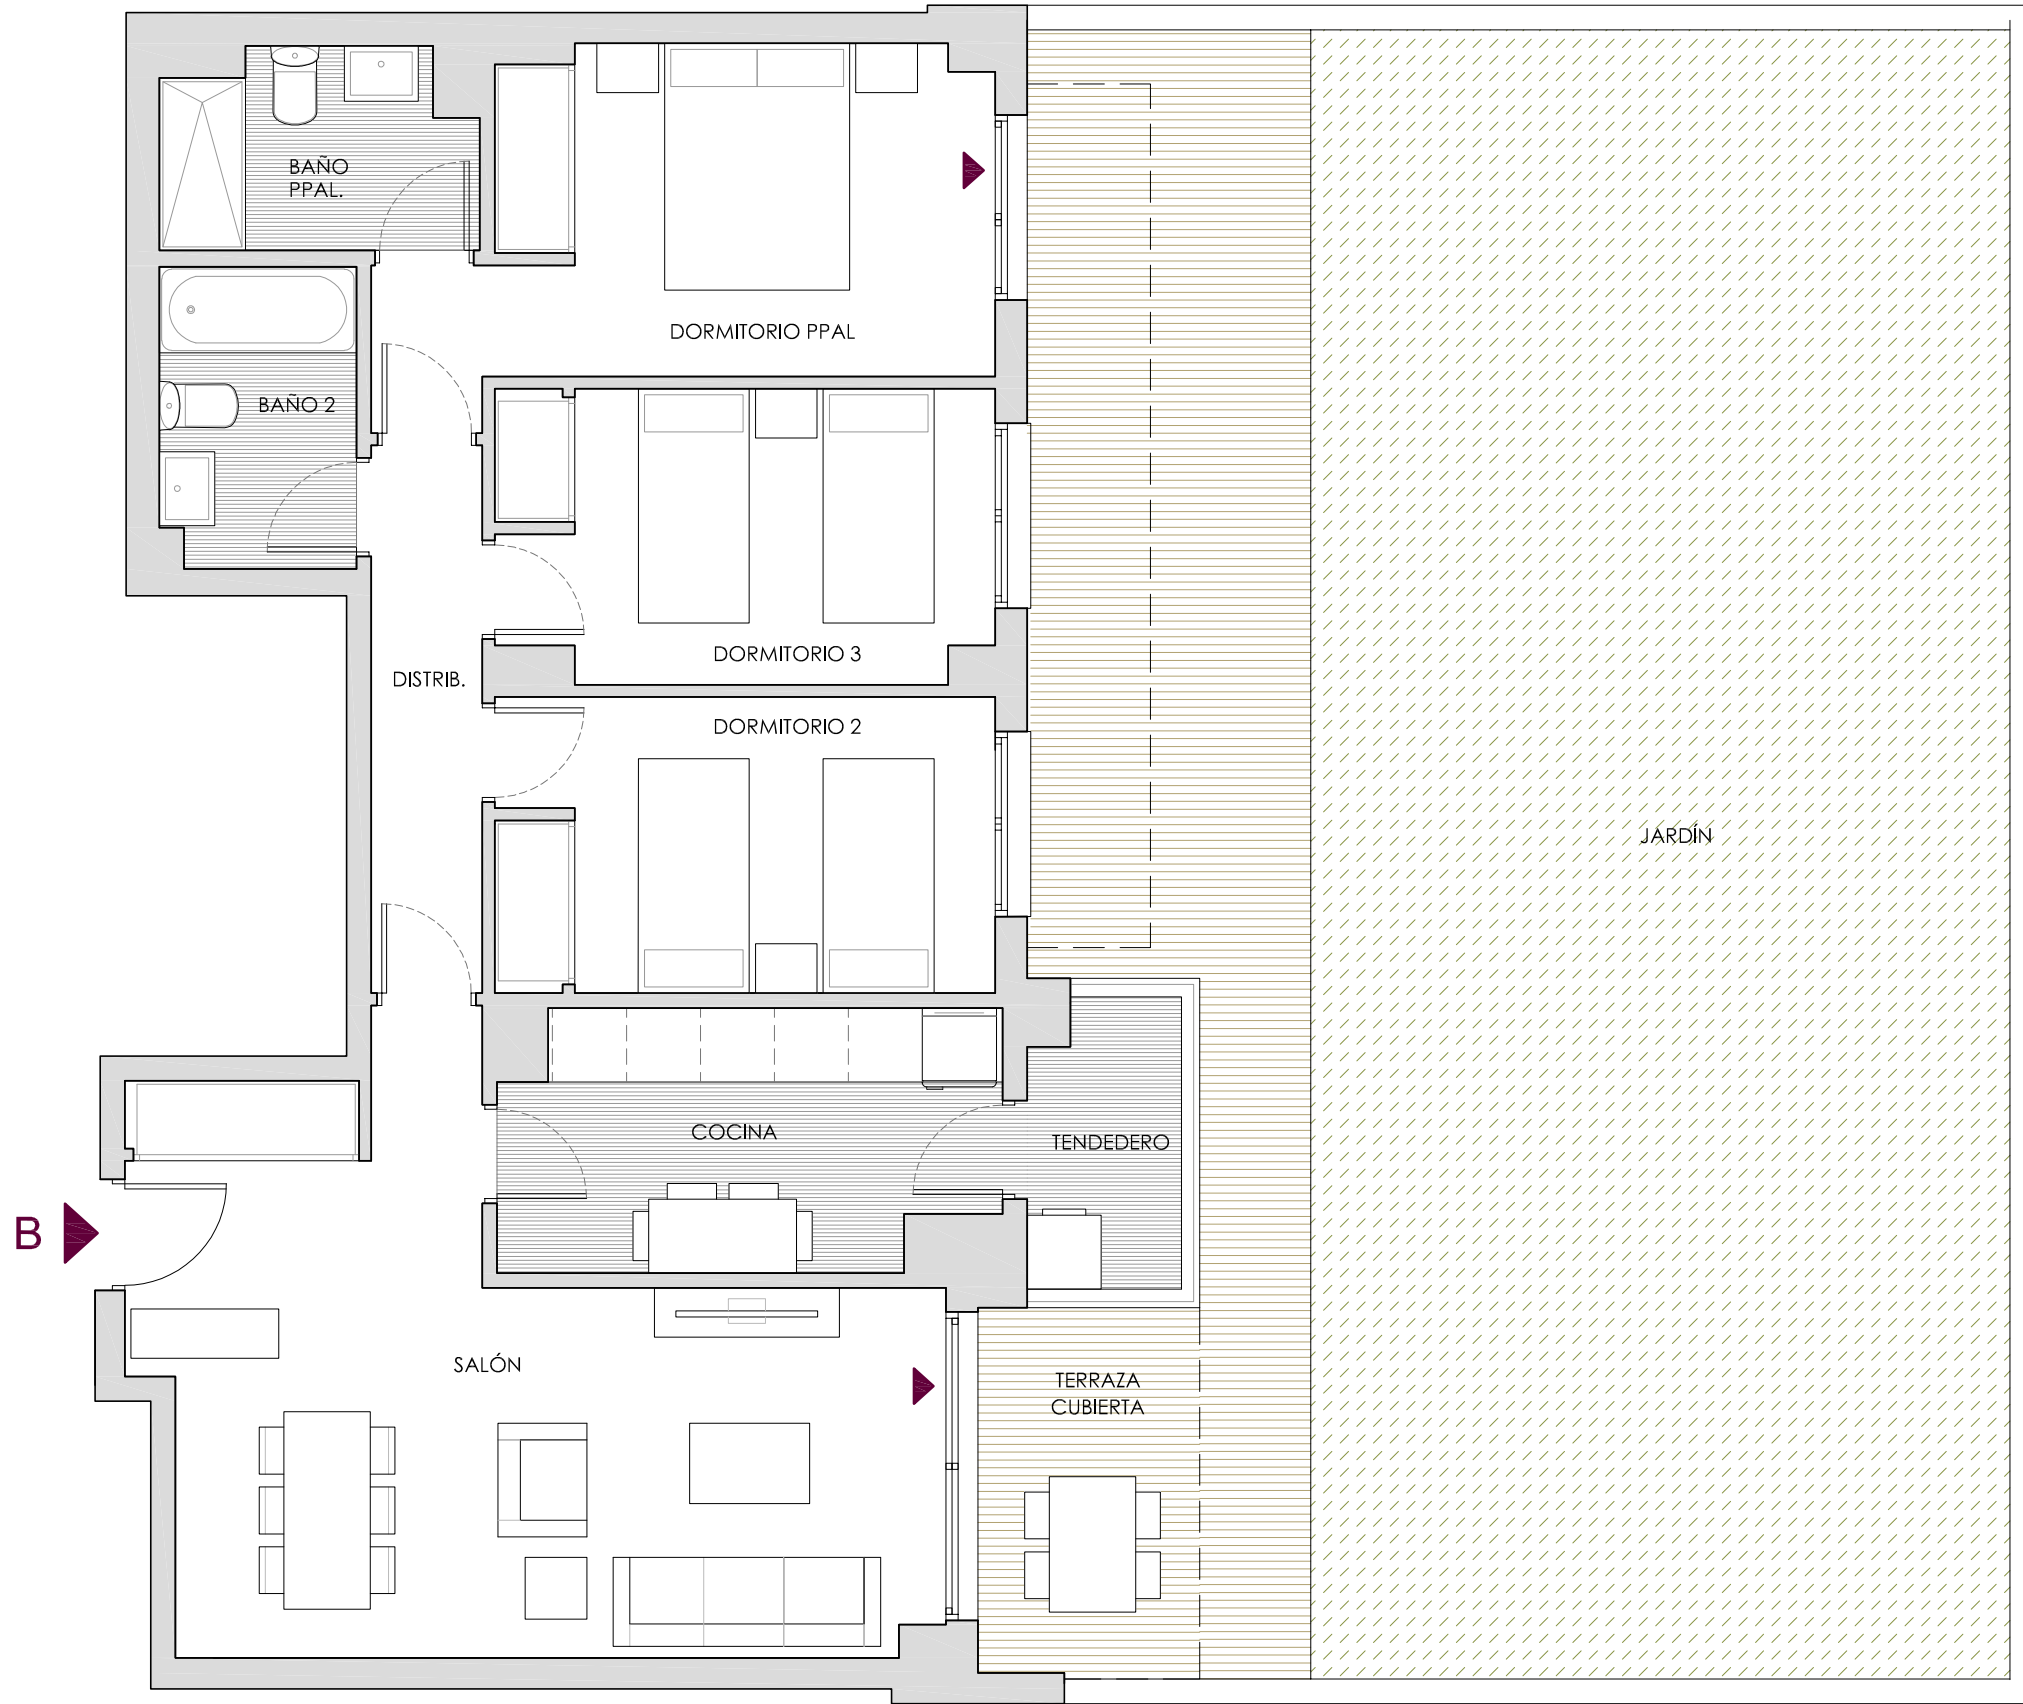 BAÑO
PPAL.
DORMITORIO PPAL
BAÑO 2
DORMITORIO 3
DISTRIB.
DORMITORIO 2
JARDÍN
COCINA
TENDEDERO
B
SALÓN
TERRAZA
CUBIERTA